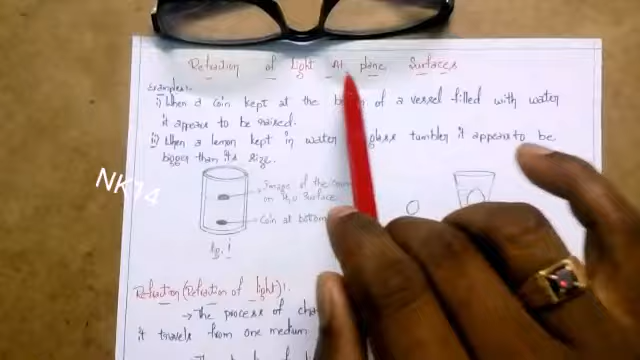 Refraction of light At plane Surfaces
Examples:-
i) When a Coin kept at the of a vessel filled with water
it appears to be raised.
ii) When a lemon kept in water glass tumbler it appears to be
bigger than its size.
NK14
Image of the
on H₂O Surface.
Coin at bottom
fig. 1
Refraction (Refraction of light):
→ The process of
it travels from one medium